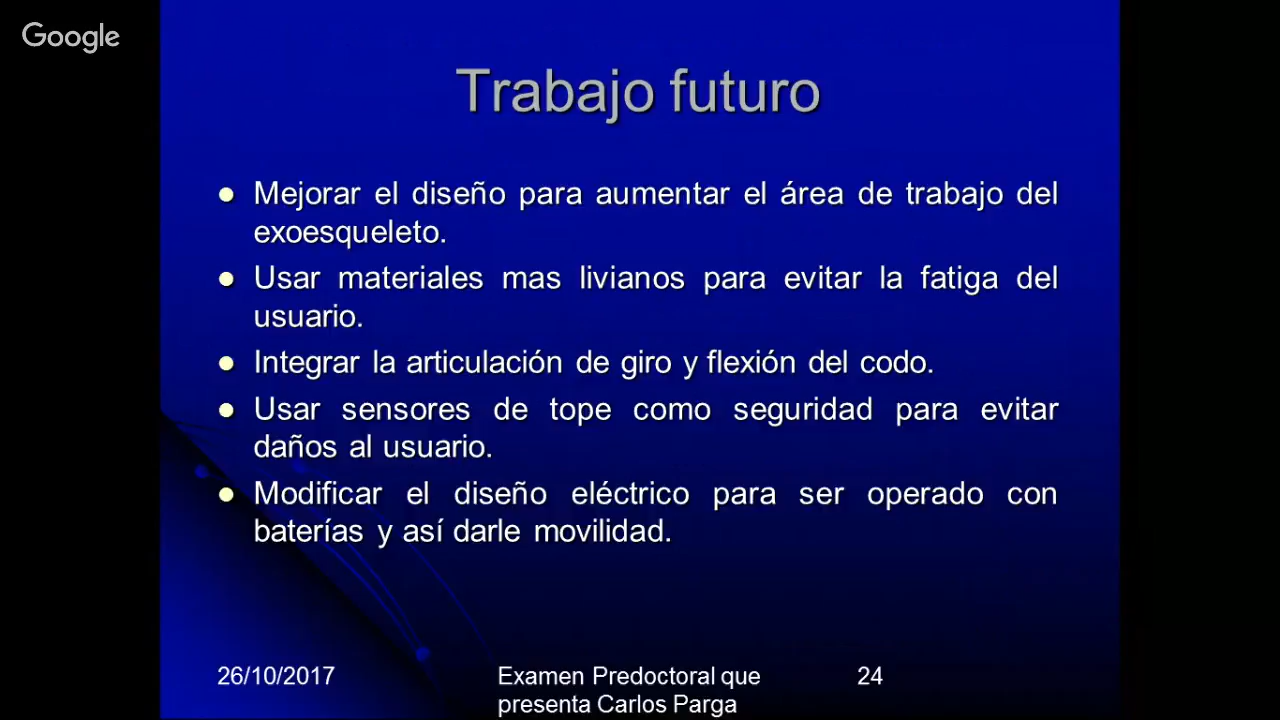 Google
Trabajo futuro
Mejorar el diseño para aumentar el área de trabajo del
exoesqueleto.
Usar materiales mas livianos para evitar la fatiga del
usuario.
Integrar la articulación de giro y flexión del codo.
Usar sensores de tope como seguridad para evitar
daños al usuario.
Modificar el diseño eléctrico para ser operado con
baterías y así darle movilidad.
26/10/2017
Examen Predoctoral que
presenta Carlos Parga
24